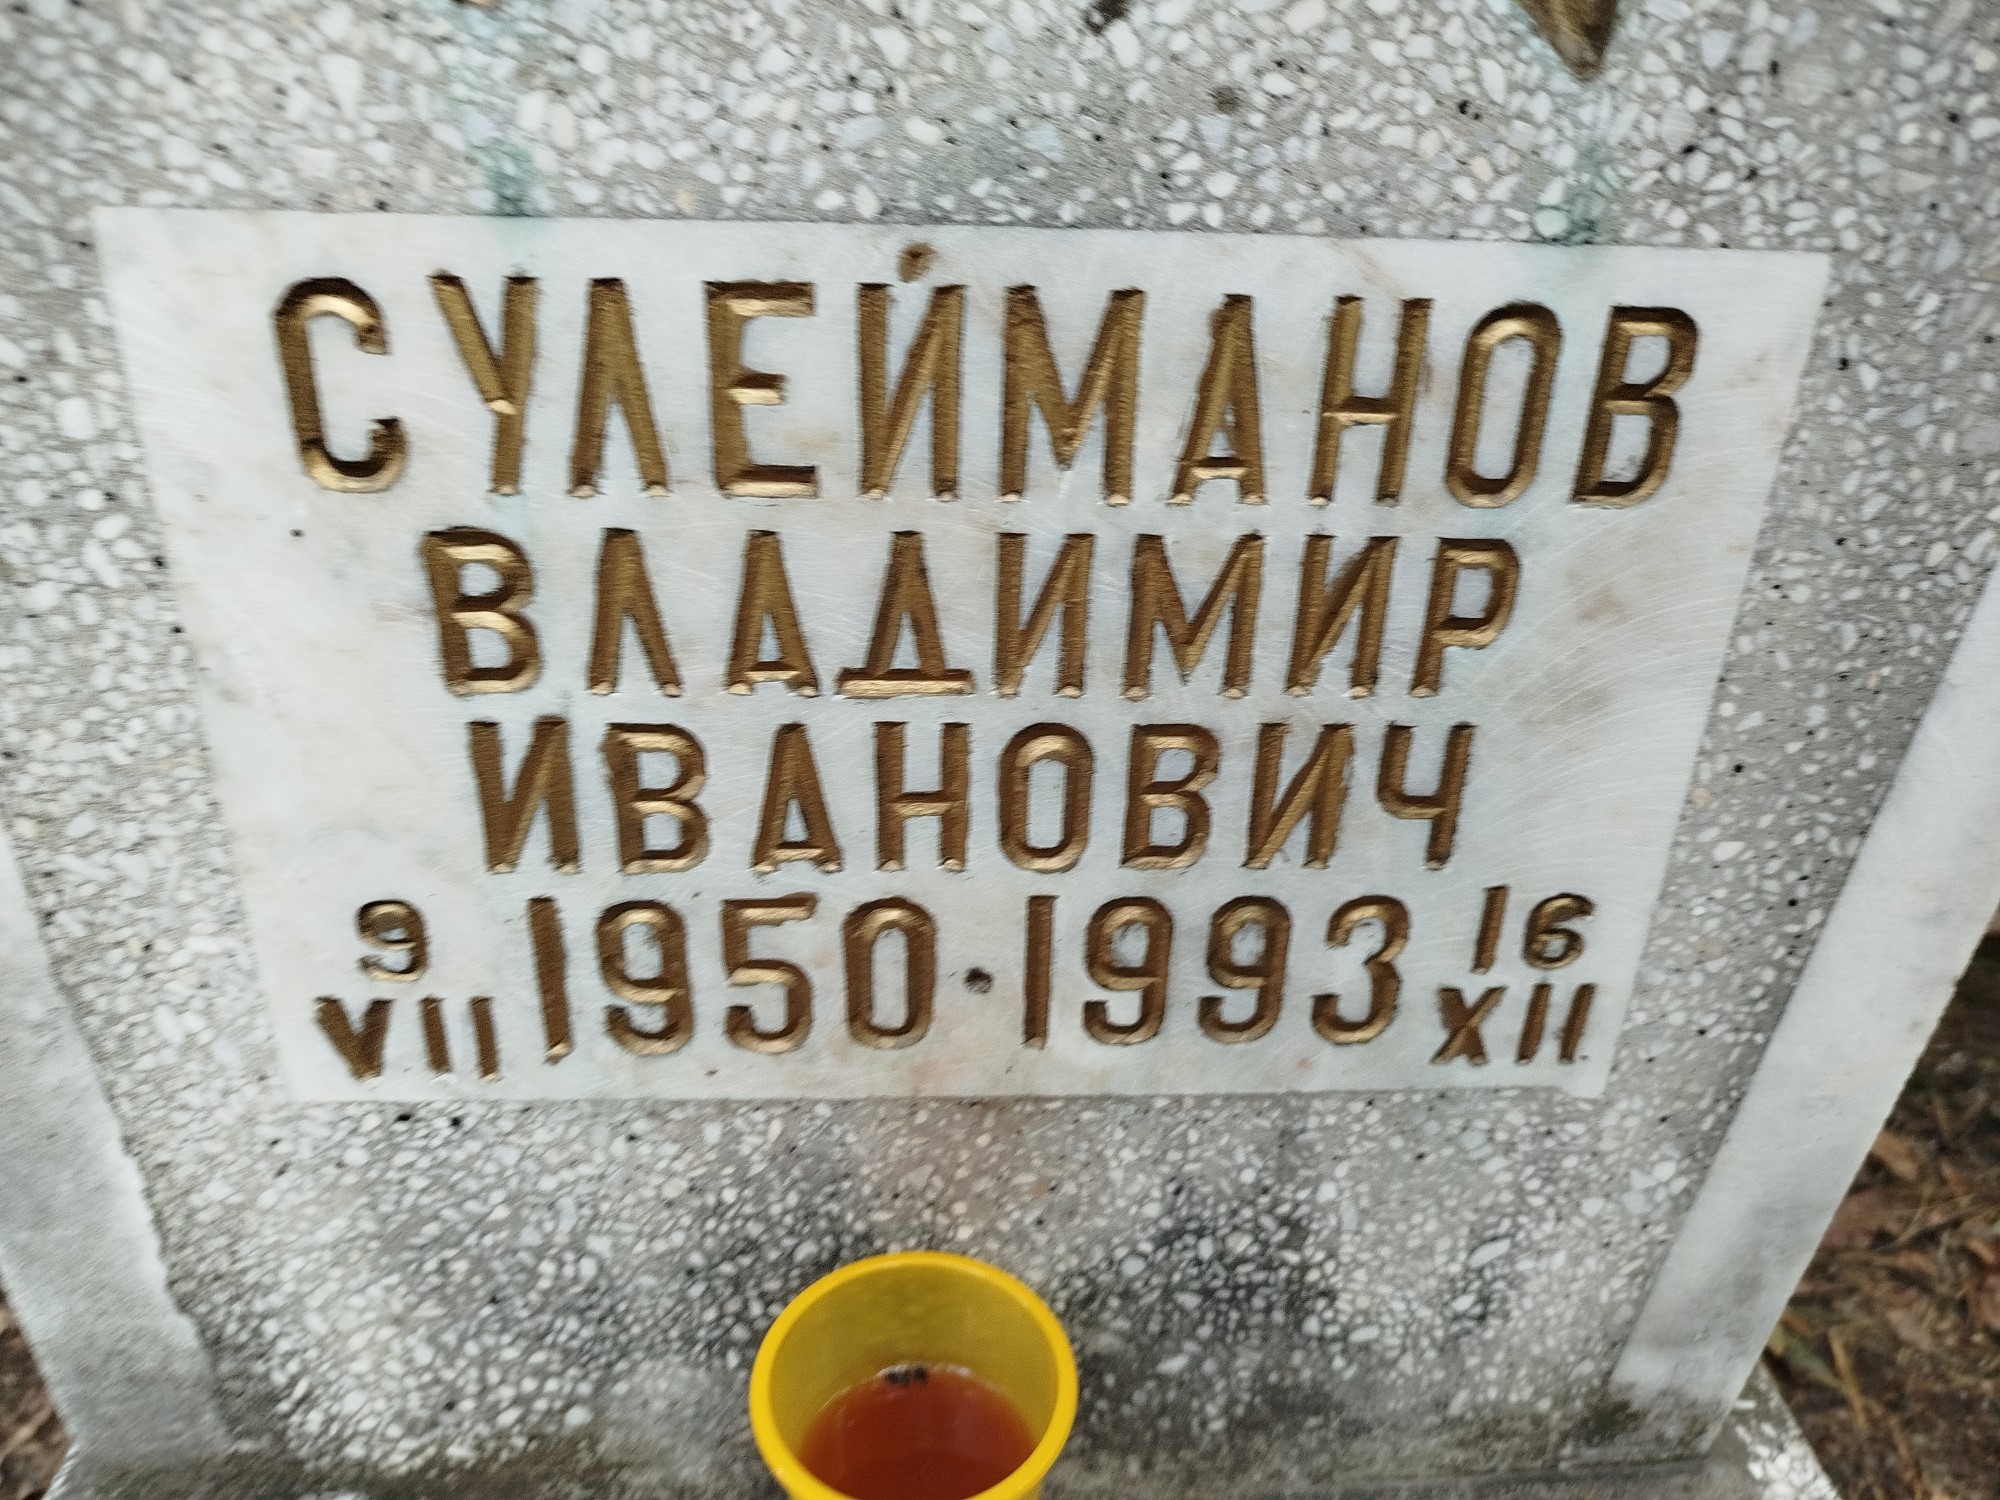 СУЛЕЙМАНОВ
ВЛАДИМИР
ИВАНОВИЧ
9 VII 1950 · 1993 16 XII